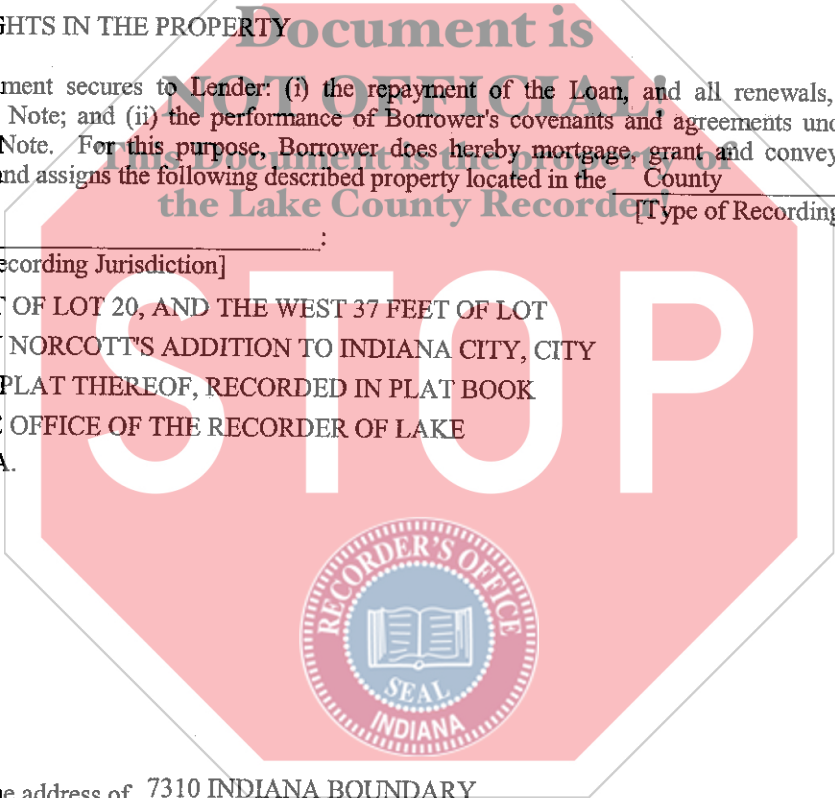 GHTS IN THE PROPERTY
Document is
ment secures to Lender: (i) the repayment of the Loan, and all renewals,
NOT OFFICIAL!
Note; and (ii) the performance of Borrower's covenants and agreements und
Note. For this purpose, Borrower does hereby mortgage, grant and convey
This Document is the property of
and assigns the following described property located in the County
the Lake County Recorder!
[Type of Recording
:
ecording Jurisdiction]
OF LOT 20, AND THE WEST 37 FEET OF LOT
NORCOTT'S ADDITION TO INDIANA CITY, CITY
PLAT THEREOF, RECORDED IN PLAT BOOK
OFFICE OF THE RECORDER OF LAKE
A.
STOP
RECORDER'S OFFICE
SEAL
INDIANA
e address of 7310 INDIANA BOUNDARY